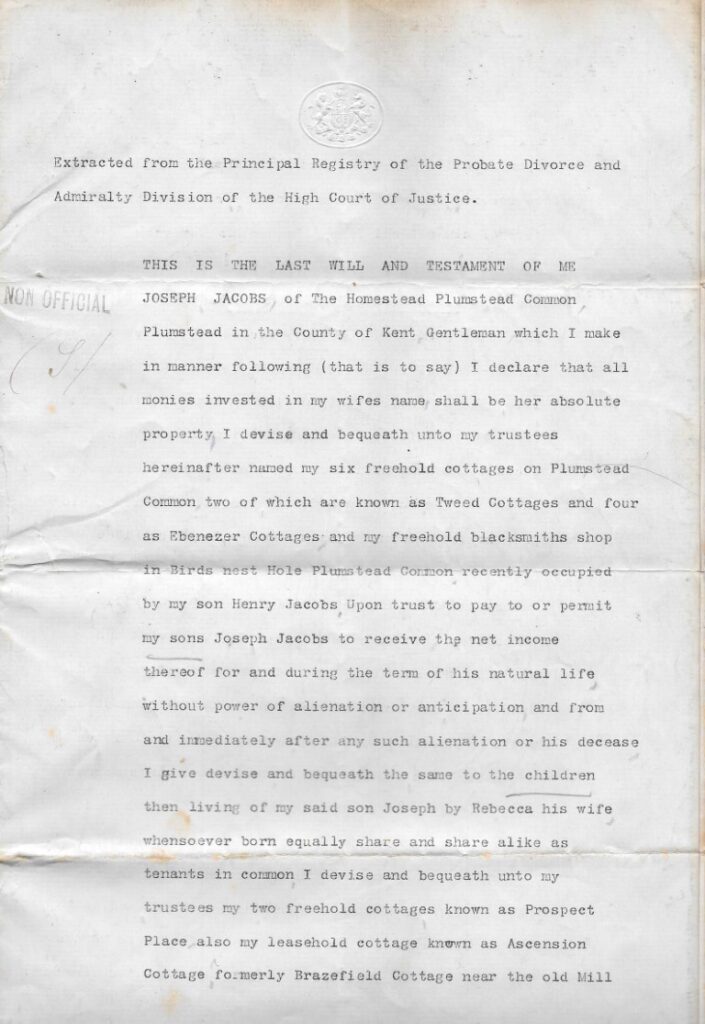 Extracted from the Principal Registry of the Probate Divorce and
Admiralty Division of the High Court of Justice.
THIS IS THE LAST WILL AND TESTAMENT OF ME
NON OFFICIAL
JOSEPH JACOBS, of The Homestead Plumstead Common,
Plumstead in the County of Kent Gentleman which I make
in manner following (that is to say) I declare that all
monies invested in my wifes name shall be her absolute
property I devise and bequeath unto my trustees
hereinafter named my six freehold cottages on Plumstead
Common two of which are known as Tweed Cottages and four
as Ebenezer Cottages and my freehold blacksmiths shop
in Birds nest Hole Plumstead Common recently occupied
by my son Henry Jacobs Upon trust to pay to or permit
my sons Joseph Jacobs to receive the net income
thereof for and during the term of his natural life
without power of alienation or anticipation and from
and immediately after any such alienation or his decease
I give devise and bequeath the same to the children
then living of my said son Joseph by Rebecca his wife
whensoever born equally share and share alike as
tenants in common I devise and bequeath unto my
trustees my two freehold cottages known as Prospect
Place also my leasehold cottage known as Ascension
Cottage formerly Brazefield Cottage near the old Mill